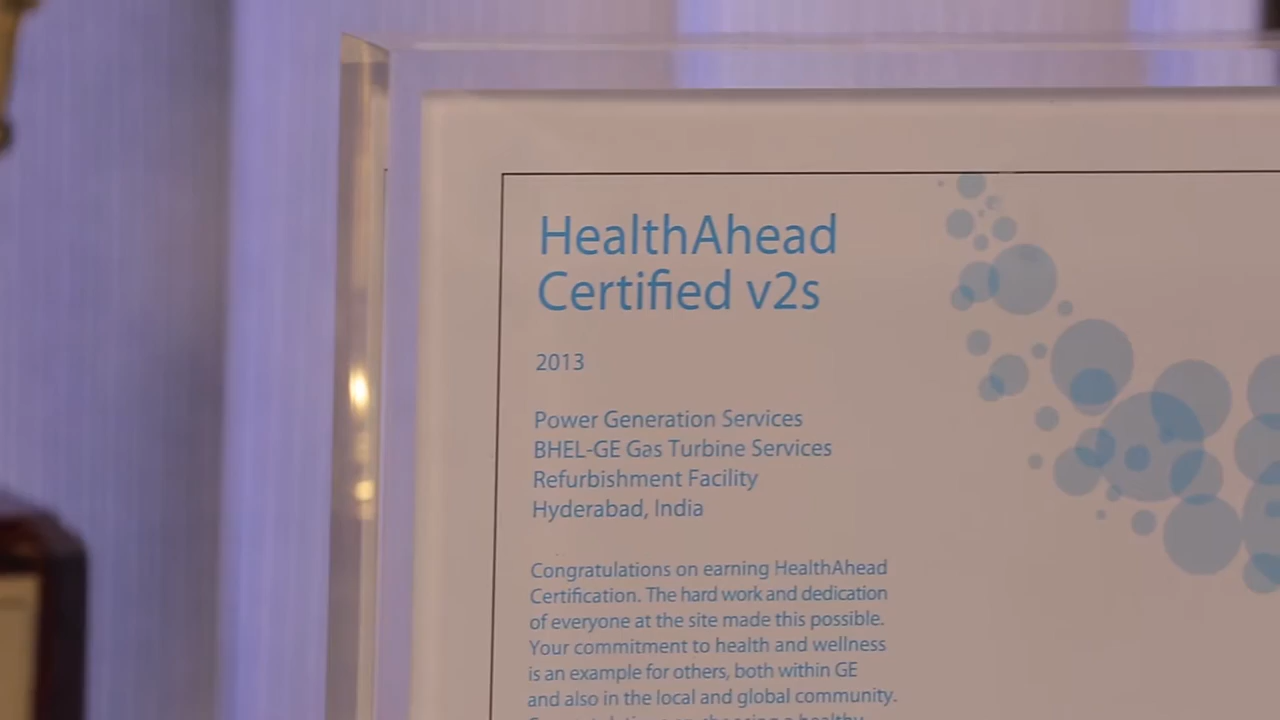 HealthAhead
Certified v2s
2013
Power Generation Services
BHEL-GE Gas Turbine Services
Refurbishment Facility
Hyderabad, India
Congratulations on earning HealthAhead
Certification. The hard work and dedication
of everyone at the site made this possible.
Your commitment to health and wellness
is an example for others, both within GE
and also in the local and global community.